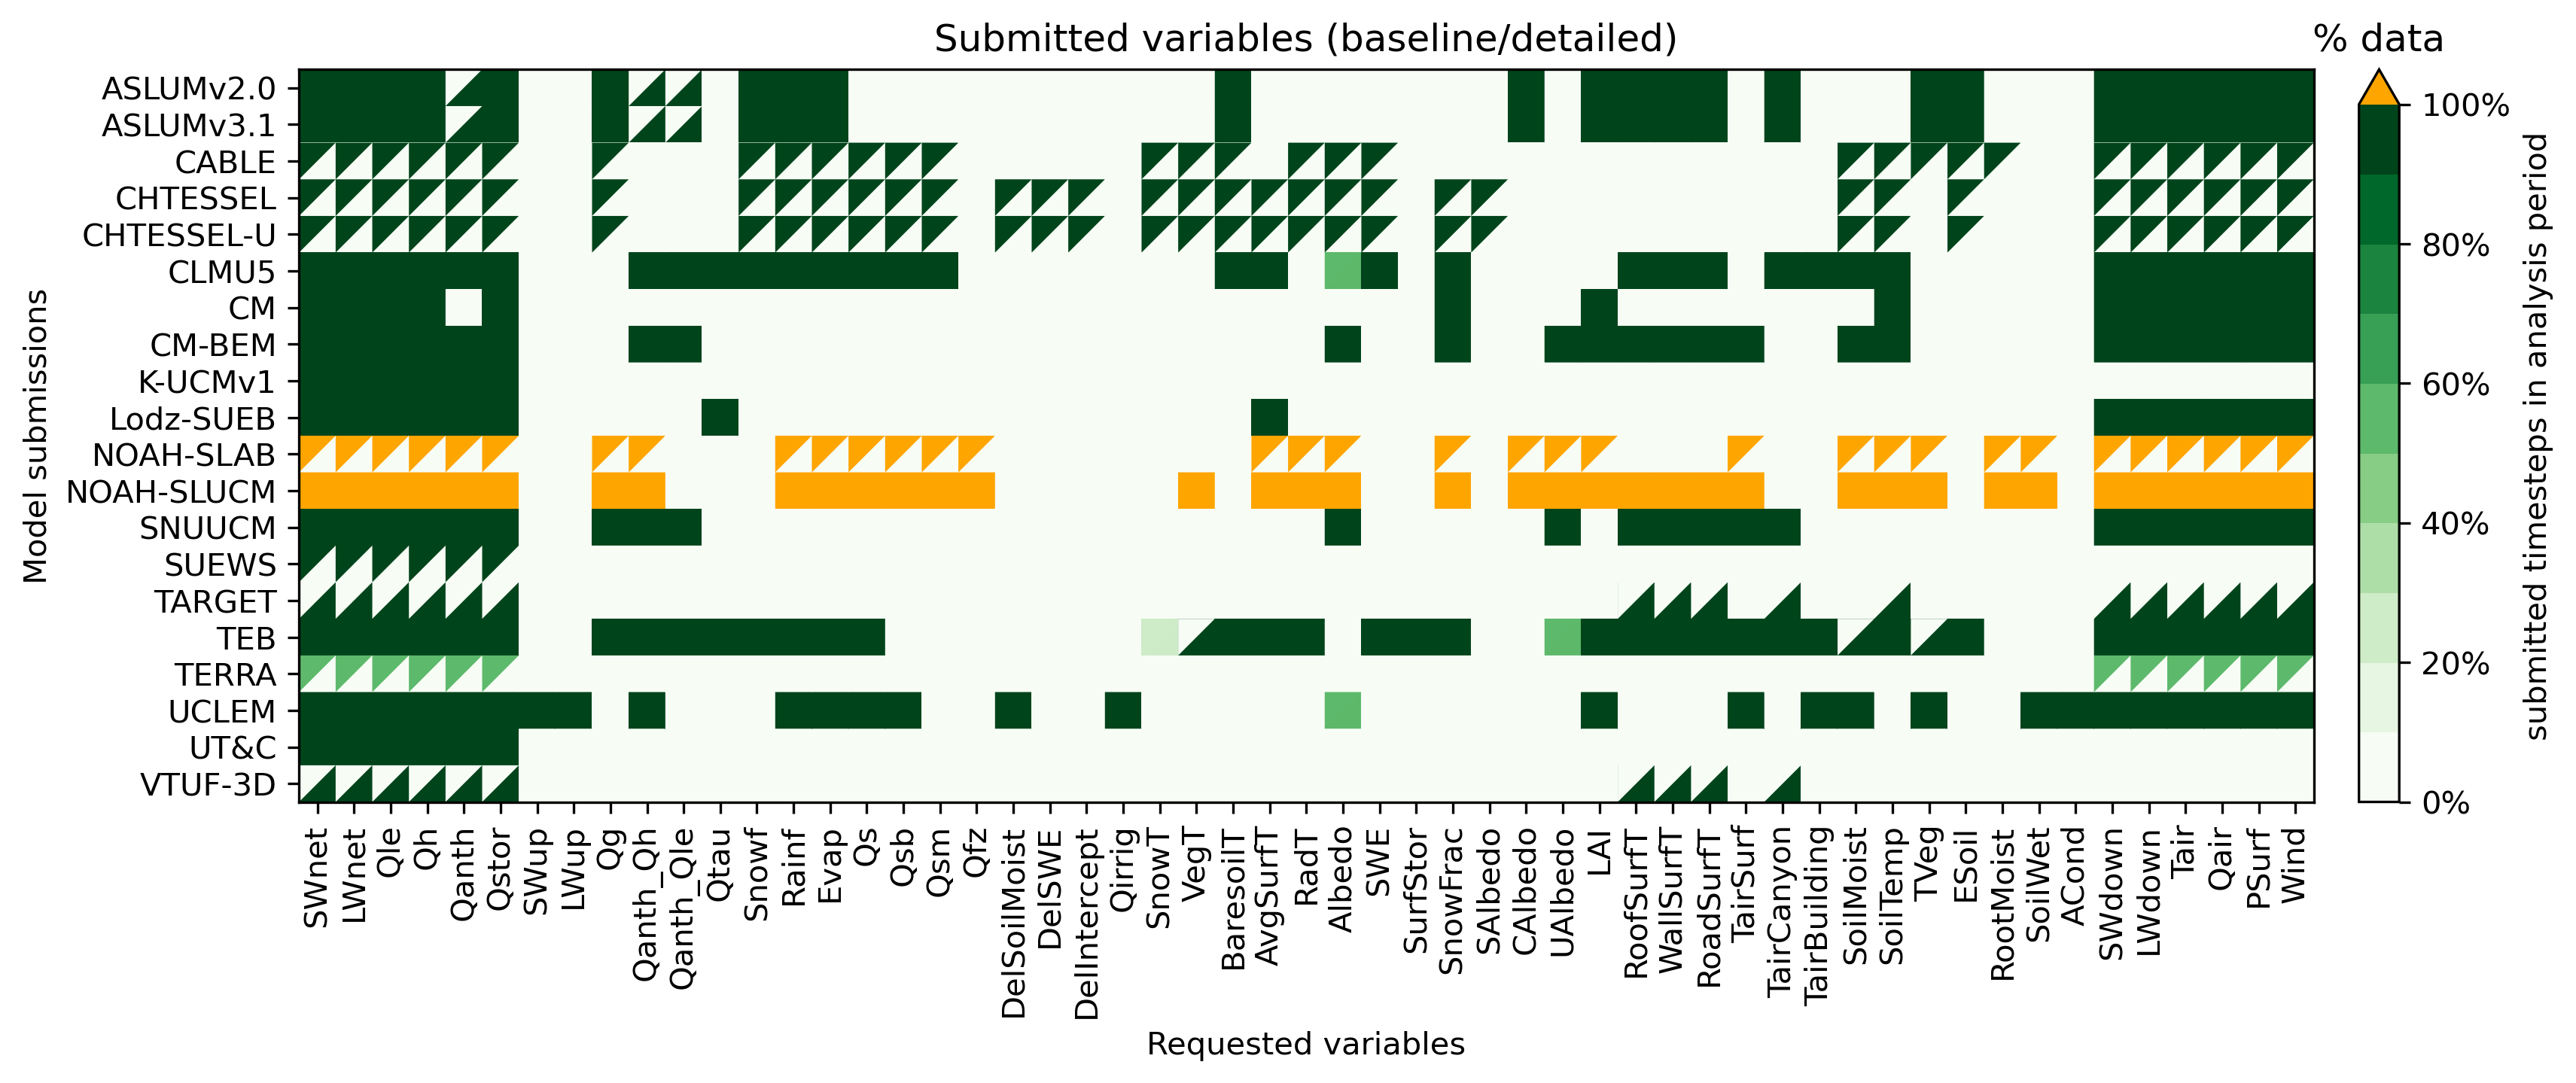 Submitted variables (baseline/detailed)
% data
ASLUMv2.0
ASLUMv3.1
CABLE
CHTESSEL
CHTESSEL-U
CLMU5
CM
CM-BEM
K-UCMv1
Lodz-SUEB
NOAH-SLAB
NOAH-SLUCM
SNUUCM
SUEWS
TARGET
TEB
TERRA
UCLEM
UT&C
VTUF-3D
Model submissions
SWnet
LWnet
Qle
Qh
Qanth
Qstor
SWup
LWup
Qg
Qanth_Qh
Qanth_Qle
Qtau
Snowf
Rainf
Evap
Qs
Qsb
Qsm
Qfz
DelSoilMoist
DelSWE
DelIntercept
Qirrig
SnowT
VegT
BaresoilT
AvgSurfT
RadT
Albedo
SWE
SurfStor
SnowFrac
SAlbedo
CAlbedo
UAlbedo
LAI
RoofSurfT
WallSurfT
RoadSurfT
TairSurf
TairCanyon
TairBuilding
SoilMoist
SoilTemp
TVeg
ESoil
RootMoist
SoilWet
ACond
SWdown
LWdown
Tair
Qair
PSurf
Wind
Requested variables
100%
80%
60%
40%
20%
0%
submitted timesteps in analysis period